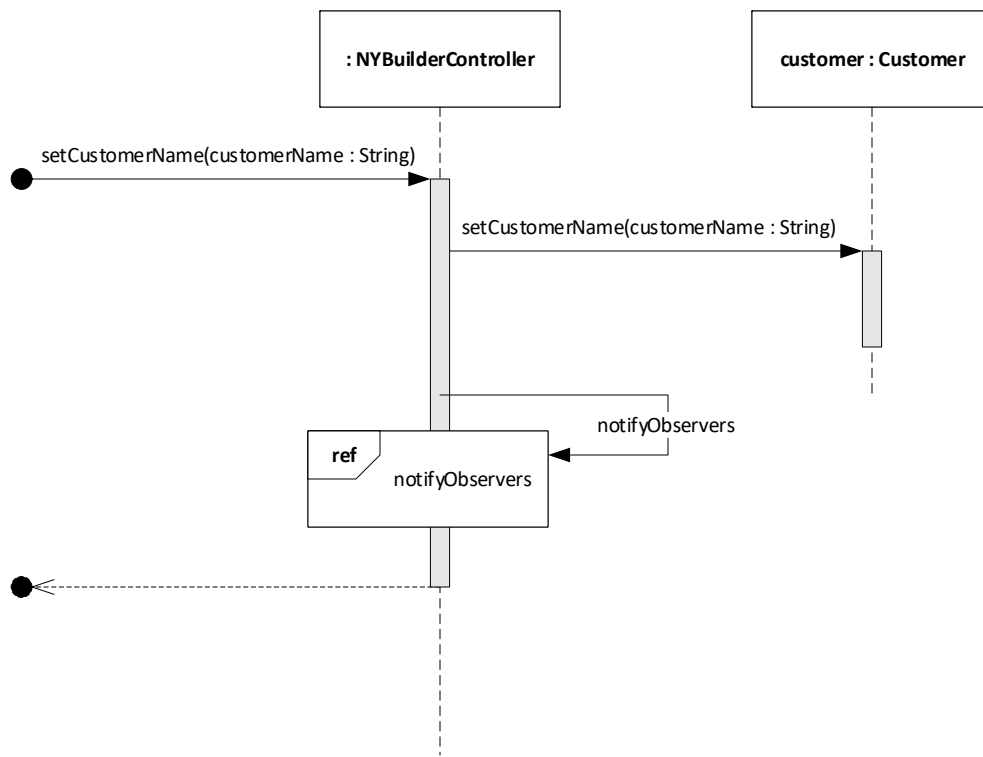 : NYBuilderController
customer : Customer
setCustomerName(customerName : String)
setCustomerName(customerName : String)
notifyObservers
ref
notifyObservers